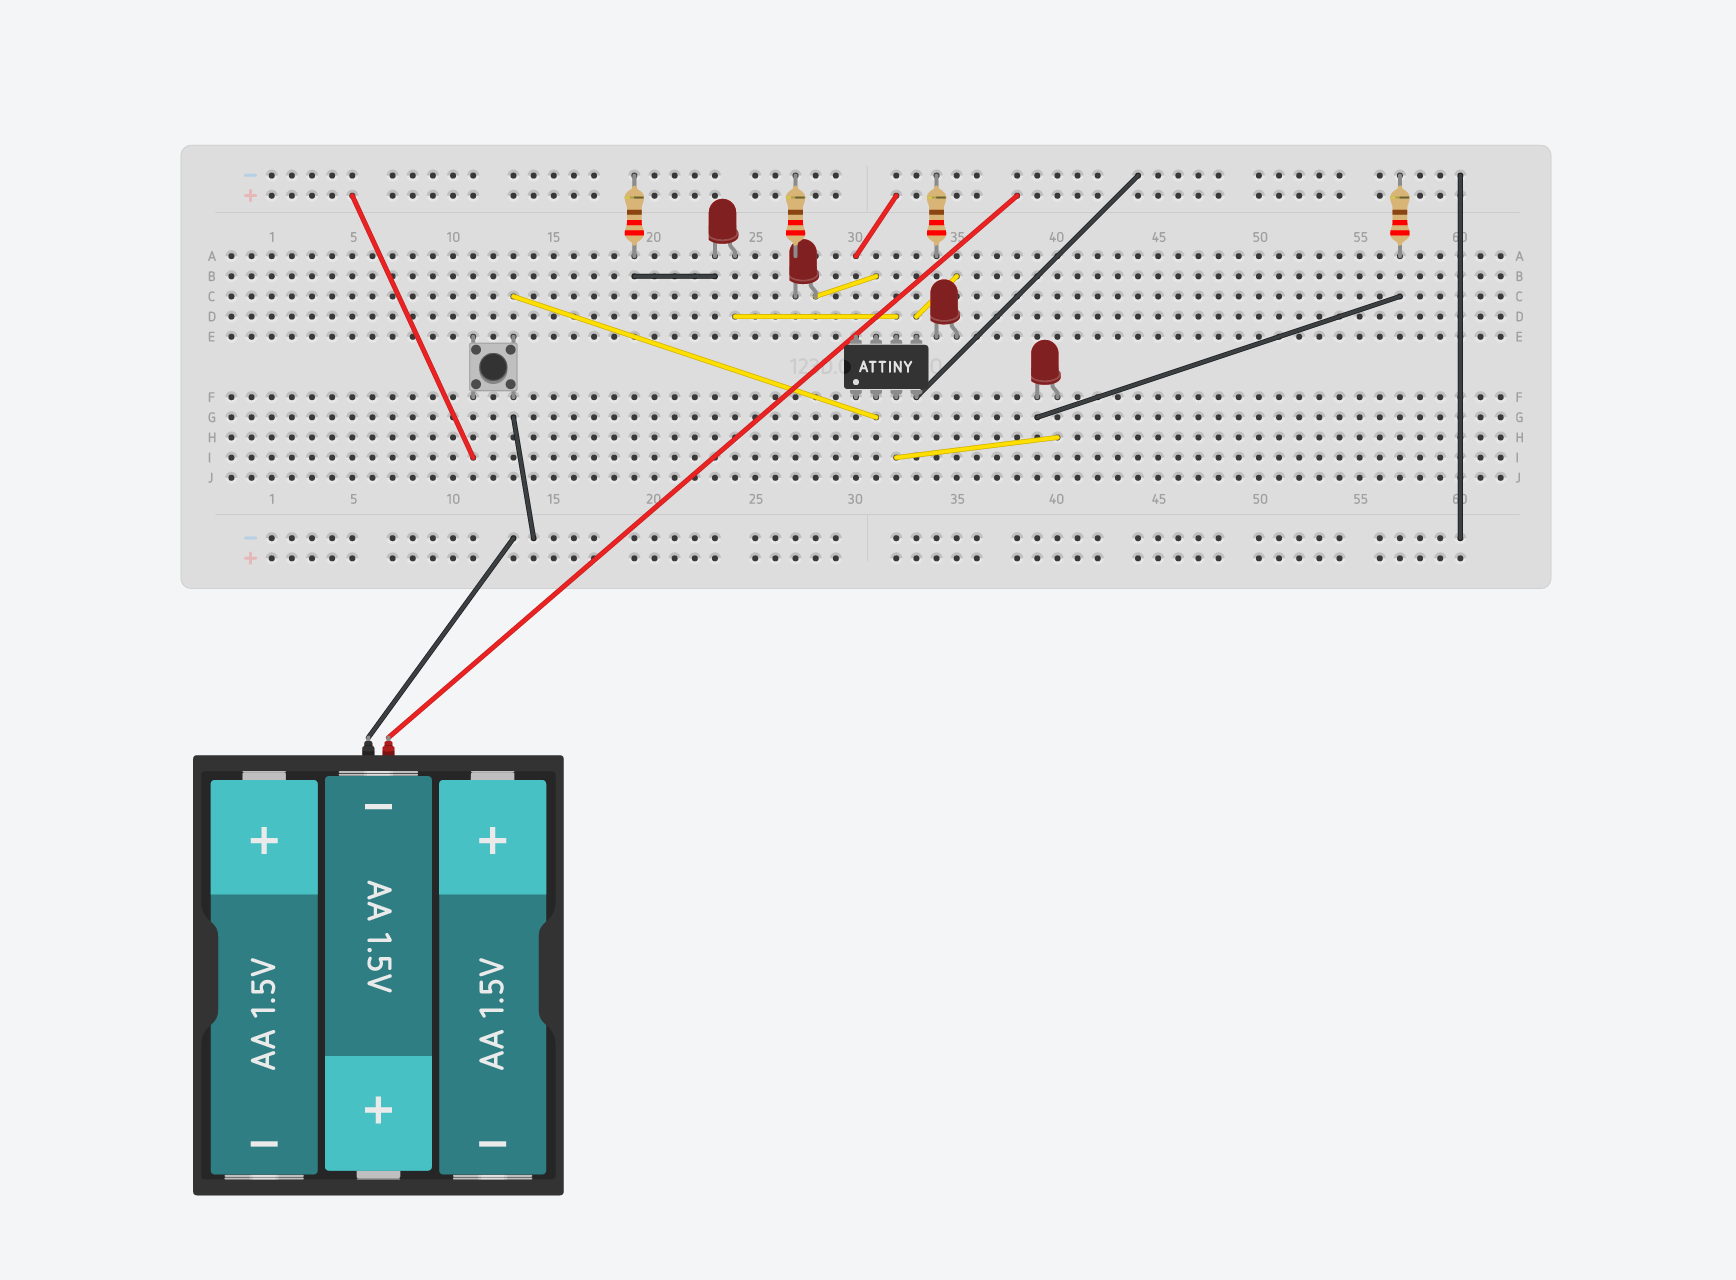 − −
+ +
1 5 10 15 20 25 30 35 40 45 50 55 60
A A
B B
C C
D D
E E
ATTINY
F F
G G
H H
I I
J J
1 5 10 15 20 25 30 35 40 45 50 55 60
−
+
+ − +
AA 1.5V AA 1.5V AA 1.5V
− + −